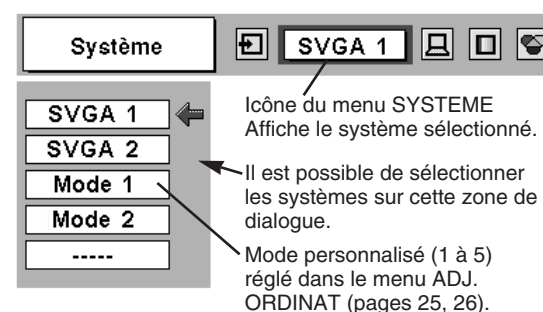 Système
SVGA 1
SVGA 1
SVGA 2
Mode 1
Mode 2
-----
Icône du menu SYSTEME
Affiche le système sélectionné.
Il est possible de sélectionner
les systèmes sur cette zone de
dialogue.
Mode personnalisé (1 à 5)
réglé dans le menu ADJ.
ORDINAT (pages 25, 26).